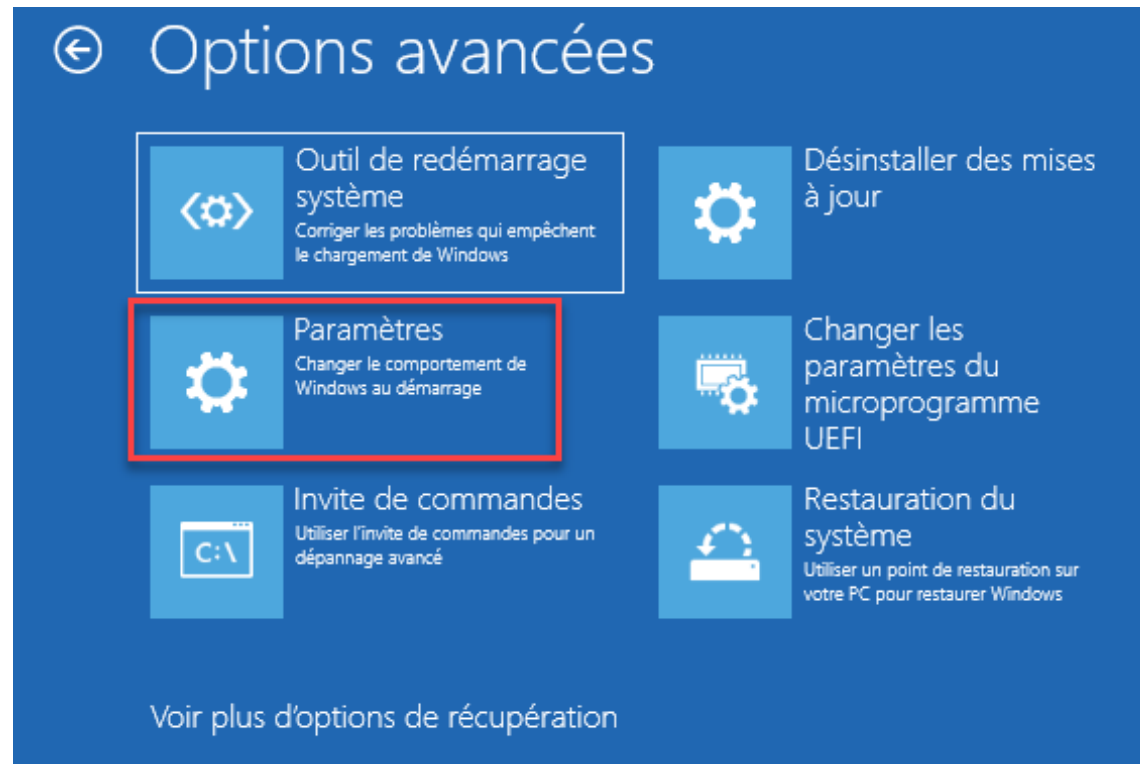 Options avancées
Outil de redémarrage
système
Corriger les problèmes qui empêchent
le chargement de Windows
Désinstaller des mises
à jour
Paramètres
Changer le comportement de
Windows au démarrage
Changer les
paramètres du
microprogramme
UEFI
C:\
Invite de commandes
Utiliser l'invite de commandes pour un
dépannage avancé
Restauration du
système
Utiliser un point de restauration sur
votre PC pour restaurer Windows
Voir plus d'options de récupération